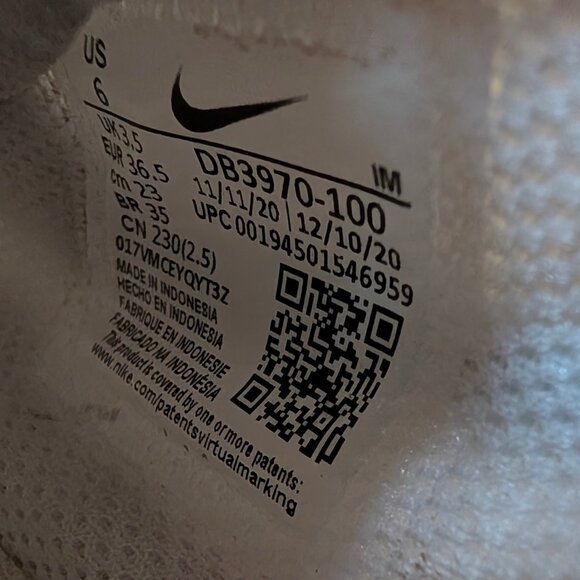 US
6
IM
UK 3.5
EUR 36.5
cm 23
BR 35
CN 230(2.5)
DB3970-100
11/11/20 | 12/10/20
UPC 00194501546959
017VMCEYQYT3Z
MADE IN INDONESIA
HECHO EN INDONESIA
FABRIQUE EN INDONESIE
FABRICADO NA INDONESIA
This product is covered by one or more patents:
www.nike.com/patentsvirtualmarking